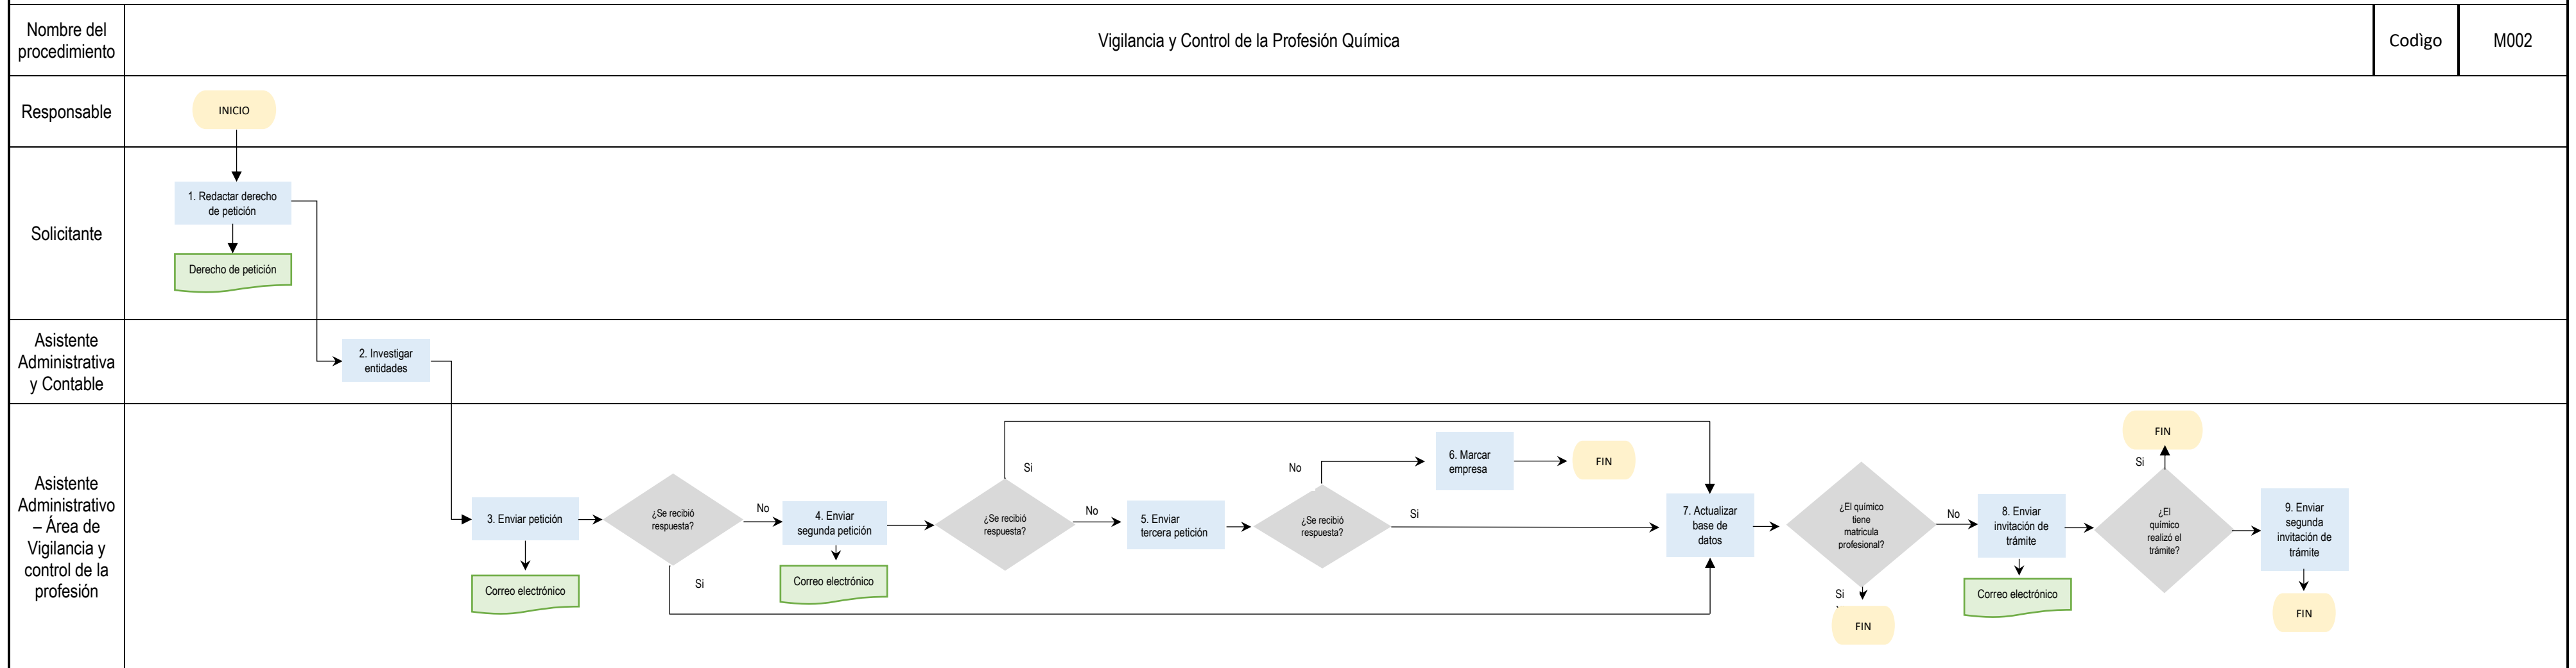 Nombre del
procedimiento
Vigilancia y Control de la Profesión Química
Codìgo
M002
Responsable
INICIO
Solicitante
1. Redactar derecho
de petición
Derecho de petición
Asistente
Administrativa
y Contable
2. Investigar
entidades
Asistente
Administrativo
– Área de
Vigilancia y
control de la
profesión
3. Enviar petición
Correo electrónico
¿Se recibió
respuesta?
No
Si
4. Enviar
segunda petición
Correo electrónico
¿Se recibió
respuesta?
Si
No
5. Enviar
tercera petición
¿Se recibió
respuesta?
No
Si
6. Marcar
empresa
FIN
7. Actualizar
base de
datos
¿El químico
tiene
matricula
profesional?
Si
FIN
No
8. Enviar
invitación de
trámite
Correo electrónico
¿El
químico
realizó el
trámite?
Si
FIN
9. Enviar
segunda
invitación de
trámite
FIN